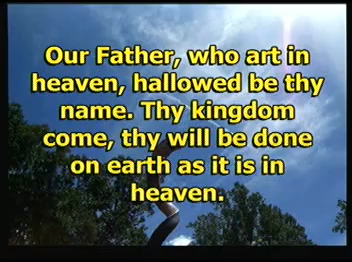 Our Father, who art in
heaven, hallowed be thy
name. Thy kingdom
come, thy will be done
on earth as it is in
heaven.